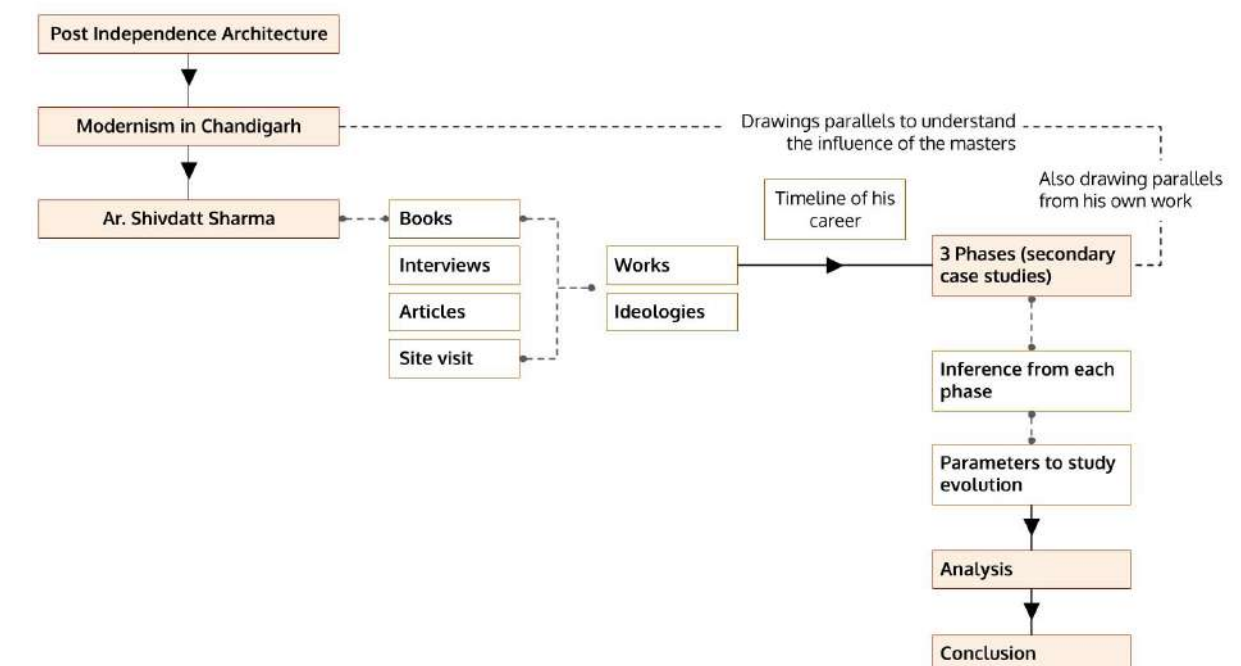 Post Independence Architecture
Modernism in Chandigarh
Drawings parallels to understand
the influence of the masters
Also drawing parallels
from his own work
Timeline of his
career
Ar. Shivdatt Sharma
Books
Interviews
Articles
Site visit
Works
Ideologies
3 Phases (secondary
case studies)
Inference from each
phase
Parameters to study
evolution
Analysis
Conclusion